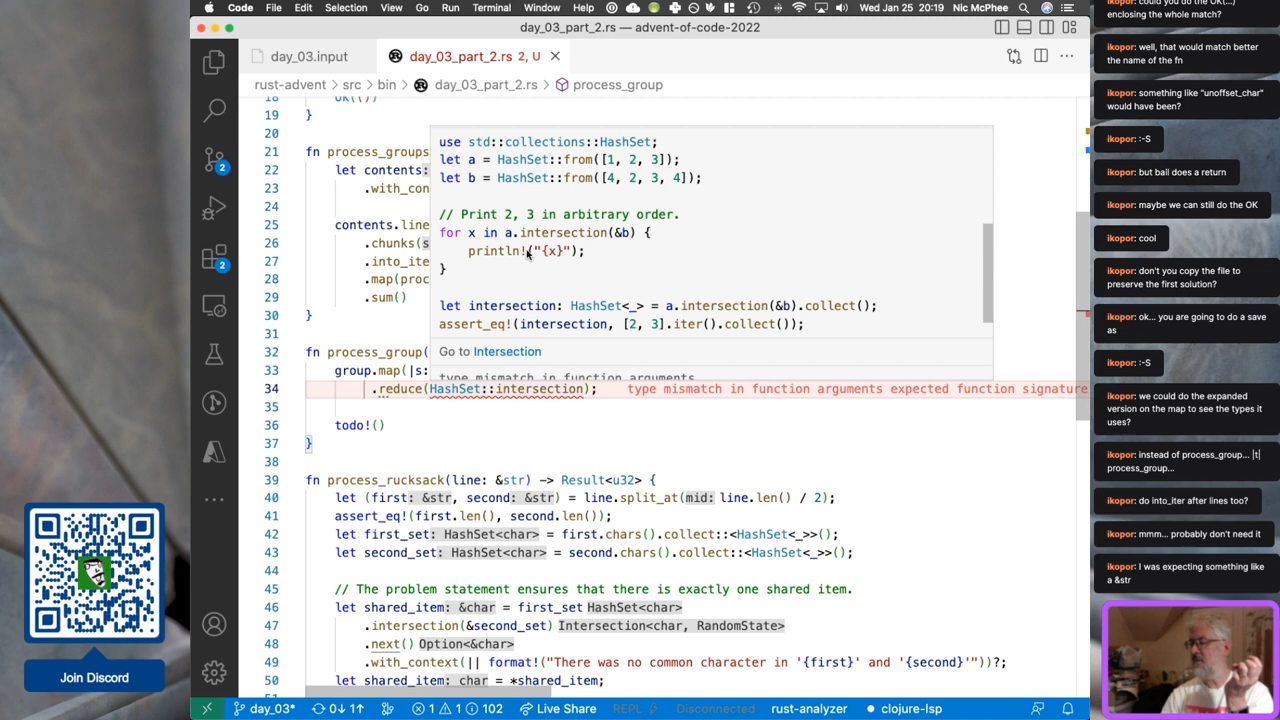 Code File Edit Selection View Go Run Terminal Window Help Wed Jan 25 20:19 Nic McPhee
day_03_part_2.rs — advent-of-code-2022
day_03.input
day_03_part_2.rs 2, U
rust-advent > src > bin > day_03_part_2.rs > process_group
18 Ok(())
19 }
20
21 fn process_groups
22 let contents:
23 .with_con
24
25 contents.line
26 .chunks(s
27 .into_ite
28 .map(proc
29 .sum()
30 }
31
32 fn process_group(
33 group.map(|s:
34 .reduce(HashSet::intersection); type mismatch in function arguments expected function signature
35
36 todo!()
37 }
38
39 fn process_rucksack(line: &str) -> Result<u32> {
40 let (first: &str, second: &str) = line.split_at(mid: line.len() / 2);
41 assert_eq!(first.len(), second.len());
42 let first_set: HashSet<char> = first.chars().collect::<HashSet<_>>();
43 let second_set: HashSet<char> = second.chars().collect::<HashSet<_>>();
44
45 // The problem statement ensures that there is exactly one shared item.
46 let shared_item: &char = first_set HashSet<char>
47 .intersection(&second_set) Intersection<char, RandomState>
48 .next() Option<&char>
49 .with_context(|| format!("There was no common character in '{first}' and '{second}'"))?;
50 let shared_item: char = *shared_item;
use std::collections::HashSet;
let a = HashSet::from([1, 2, 3]);
let b = HashSet::from([4, 2, 3, 4]);
// Print 2, 3 in arbitrary order.
for x in a.intersection(&b) {
println!("{x}");
}
let intersection: HashSet<_> = a.intersection(&b).collect();
assert_eq!(intersection, [2, 3].iter().collect());
Go to Intersection
type mismatch in function arguments
2
2
Join Discord
day_03* 0↓ 1↑ 1 1 102 Live Share REPL Disconnected rust-analyzer clojure-lsp
ikopor: could you do the OK(...)
enclosing the whole match?
ikopor: well, that would match better
the name of the fn
ikopor: something like "unoffset_char"
would have been?
ikopor: :-S
ikopor: but bail does a return
ikopor: maybe we can still do the OK
ikopor: cool
ikopor: don't you copy the file to
preserve the first solution?
ikopor: ok... you are going to do a save
as
ikopor: :-S
ikopor: we could do the expanded
version on the map to see the types it
uses?
ikopor: instead of process_group... |t|
process_group...
ikopor: do into_iter after lines too?
ikopor: mmm... probably don't need it
ikopor: I was expecting something like
a &str